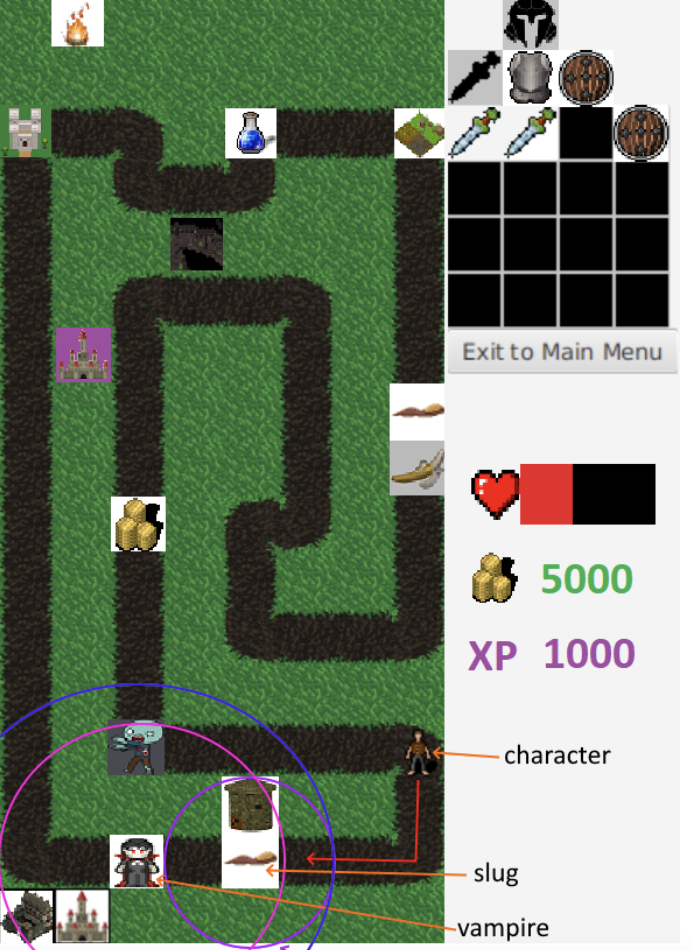 Exit to Main Menu
5000
XP 1000
character
slug
vampire